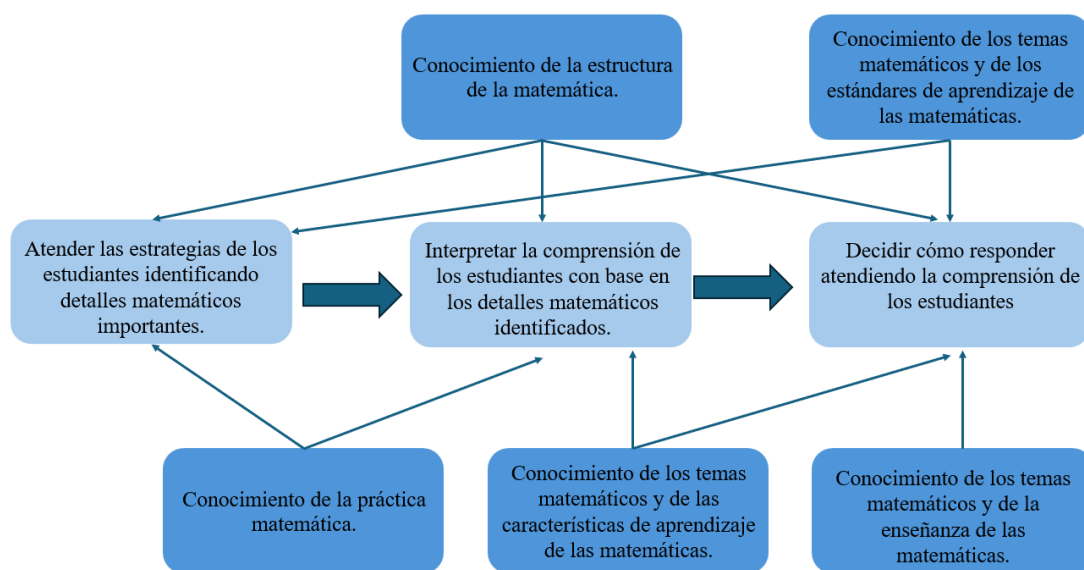 Conocimiento de la estructura
de la matemática.
Conocimiento de los temas
matemáticos y de los
estándares de aprendizaje de
las matemáticas.
Atender las estrategias de los
estudiantes identificando
detalles matemáticos
importantes.
Interpretar la comprensión de
los estudiantes con base en
los detalles matemáticos
identificados.
Decidir cómo responder
atendiendo la comprensión de
los estudiantes
Conocimiento de la práctica
matemática.
Conocimiento de los temas
matemáticos y de las
características de aprendizaje
de las matemáticas.
Conocimiento de los temas
matemáticos y de la
enseñanza de las
matemáticas.